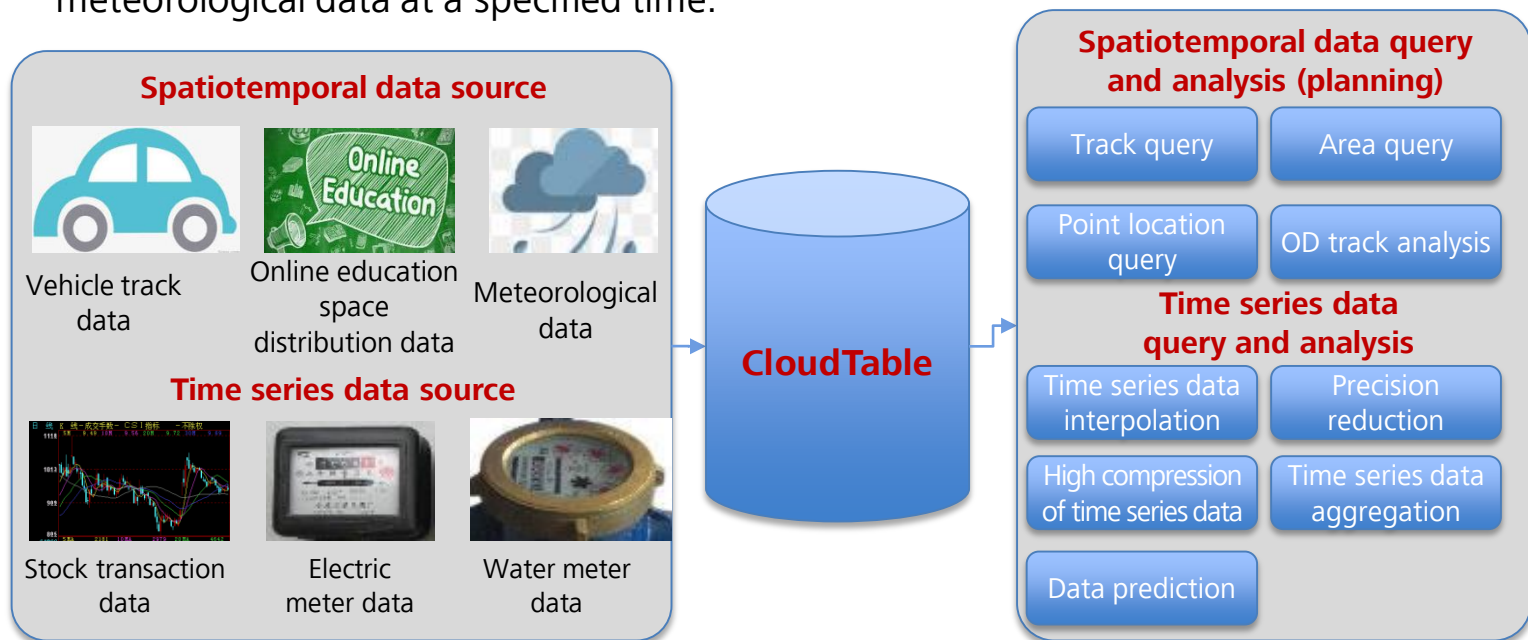 meteorological data at a specified time.
Spatiotemporal data source
Online
Education
Vehicle track
data
Online education
space
distribution data
Meteorological
data
Time series data source
Stock transaction
data
Electric
meter data
Water meter
data
CloudTable
Spatiotemporal data query
and analysis (planning)
Track query
Area query
Point location
query
OD track analysis
Time series data
query and analysis
Time series data
interpolation
Precision
reduction
High compression
of time series data
Time series data
aggregation
Data prediction